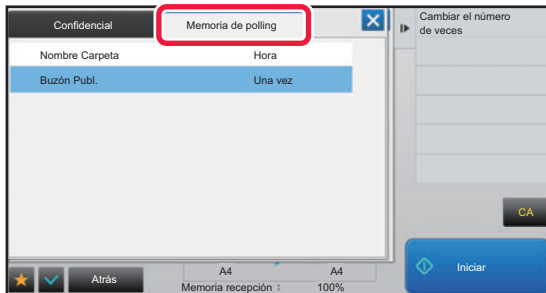 Confidencial
Memoria de polling
Nombre Carpeta
Hora
Buzón Publ.
Una vez
Cambiar el número
de veces
CA
Iniciar
Atrás
A4
A4
Memoria recepción :
100%